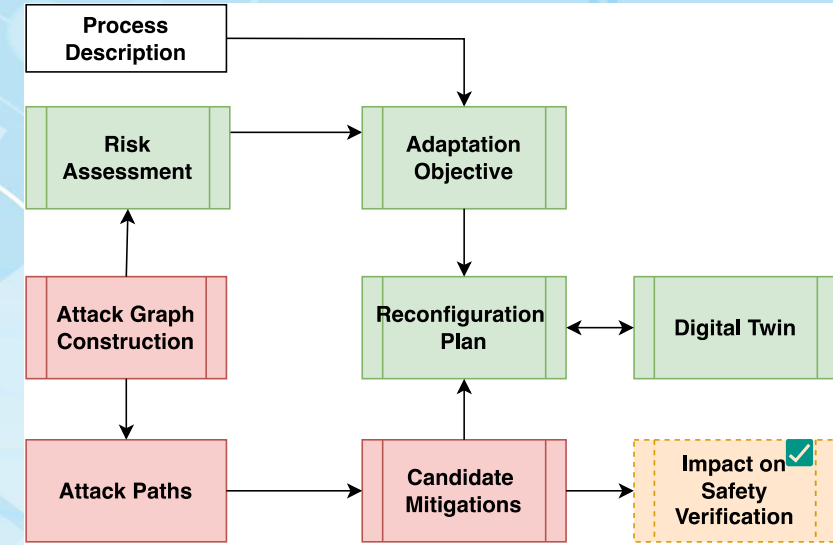 Process
Description
Risk
Assessment
Adaptation
Objective
Attack Graph
Construction
Reconfiguration
Plan
Digital Twin
Attack Paths
Candidate
Mitigations
Impact on
Safety
Verification